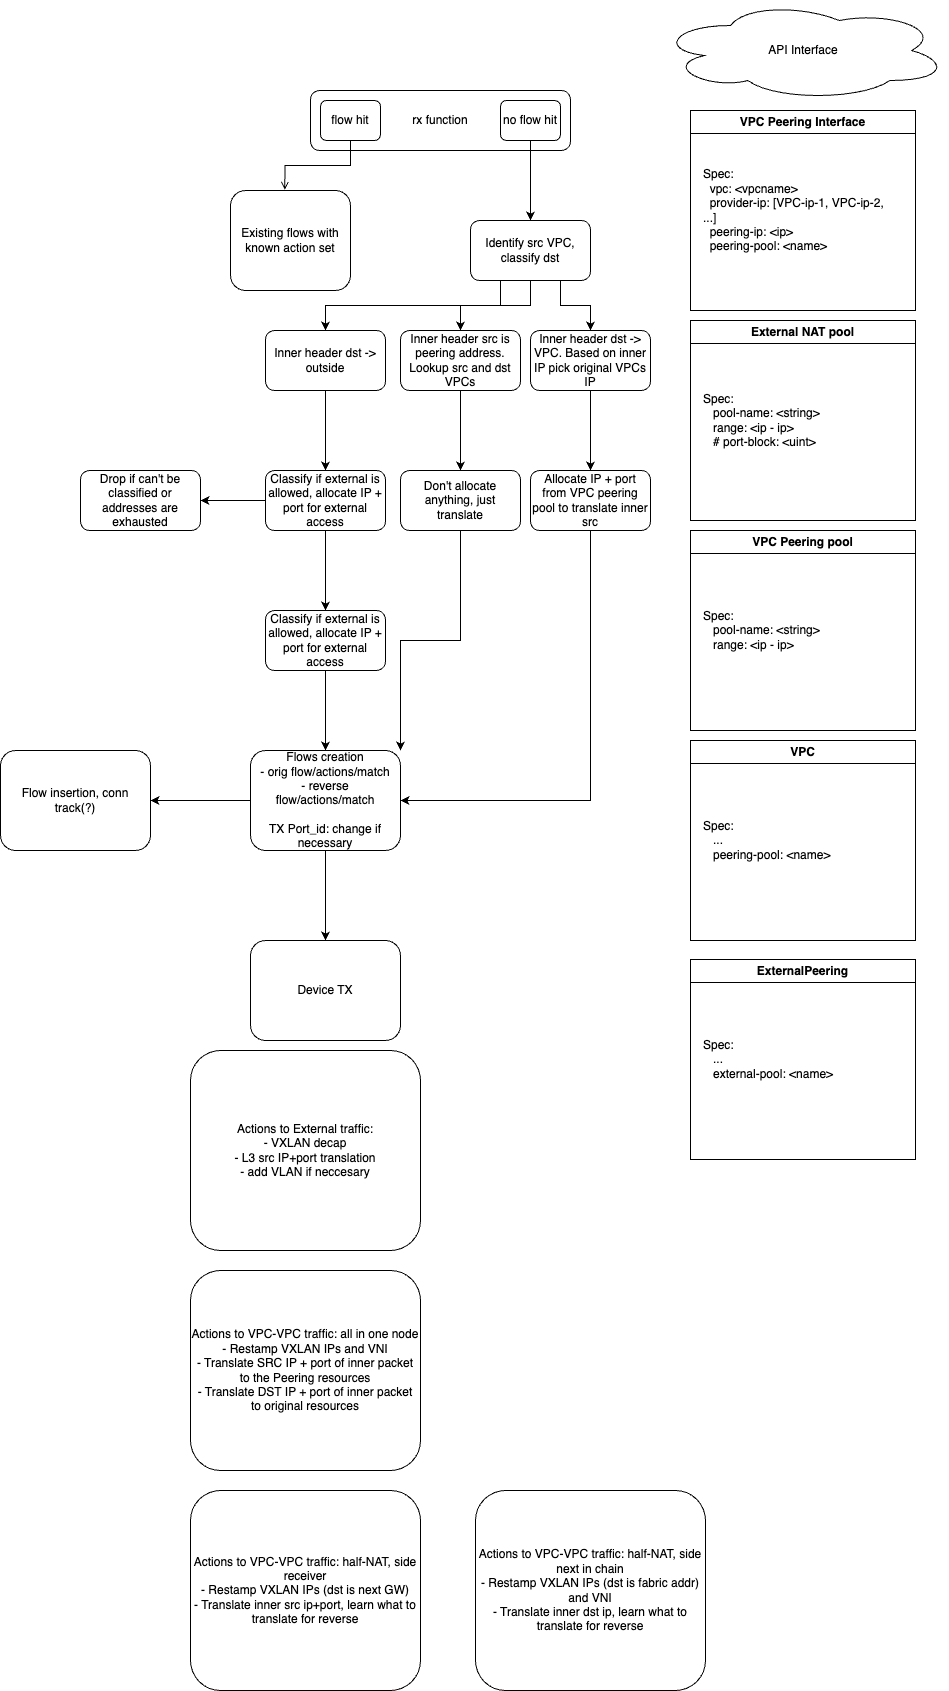 API Interface
flow hit
rx function
no flow hit
Existing flows with
known action set
Identify src VPC,
classify dst
Inner header dst ->
outside
Inner header src is
peering address.
Lookup src and dst
VPCs
Inner header dst ->
VPC. Based on inner
IP pick original VPCs
IP
Drop if can't be
classified or
addresses are
exhausted
Classify if external is
allowed, allocate IP +
port for external
access
Don't allocate
anything, just
translate
Allocate IP + port
from VPC peering
pool to translate inner
src
Classify if external is
allowed, allocate IP +
port for external
access
Flow insertion, conn
track(?)
Flows creation
- orig flow/actions/match
- reverse
flow/actions/match
TX Port_id: change if
necessary
Device TX
Actions to External traffic:
- VXLAN decap
- L3 src IP+port translation
- add VLAN if neccesary
Actions to VPC-VPC traffic: all in one node
- Restamp VXLAN IPs and VNI
- Translate SRC IP + port of inner packet
to the Peering resources
- Translate DST IP + port of inner packet
to original resources
Actions to VPC-VPC traffic: half-NAT, side
receiver
- Restamp VXLAN IPs (dst is next GW)
- Translate inner src ip+port, learn what to
translate for reverse
Actions to VPC-VPC traffic: half-NAT, side
next in chain
- Restamp VXLAN IPs (dst is fabric addr)
and VNI
- Translate inner dst ip, learn what to
translate for reverse
VPC Peering Interface
Spec:
vpc: <vpcname>
provider-ip: [VPC-ip-1, VPC-ip-2,
...]
peering-ip: <ip>
peering-pool: <name>
External NAT pool
Spec:
pool-name: <string>
range: <ip - ip>
# port-block: <uint>
VPC Peering pool
Spec:
pool-name: <string>
range: <ip - ip>
VPC
Spec:
...
peering-pool: <name>
ExternalPeering
Spec:
...
external-pool: <name>